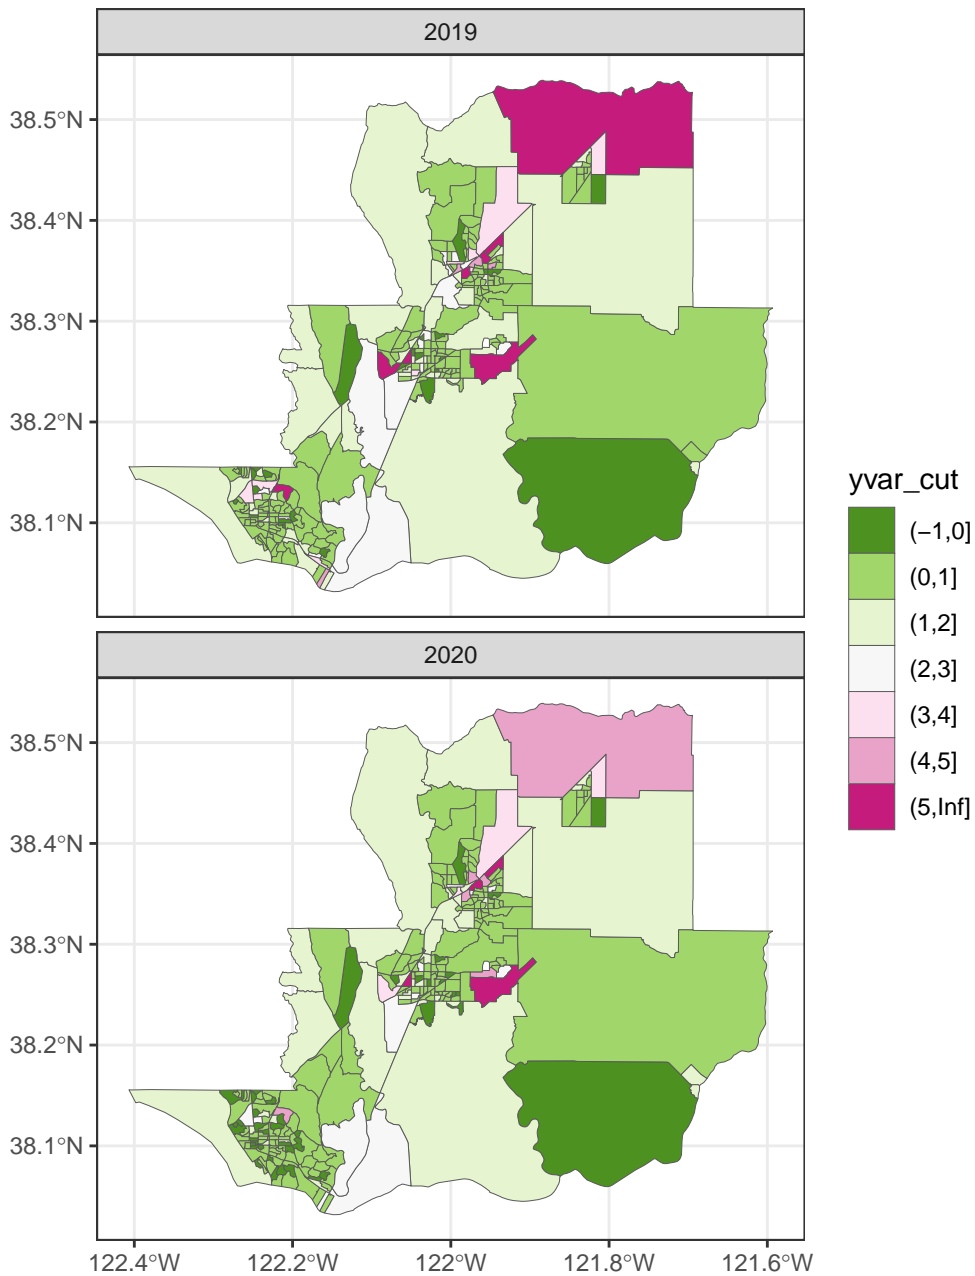 2019
38.5°N
38.4°N
38.3°N
38.2°N
38.1°N
2020
38.5°N
38.4°N
38.3°N
38.2°N
38.1°N
122.4°W 122.2°W 122°W 121.8°W 121.6°W
yvar_cut
(−1,0]
(0,1]
(1,2]
(2,3]
(3,4]
(4,5]
(5,Inf]